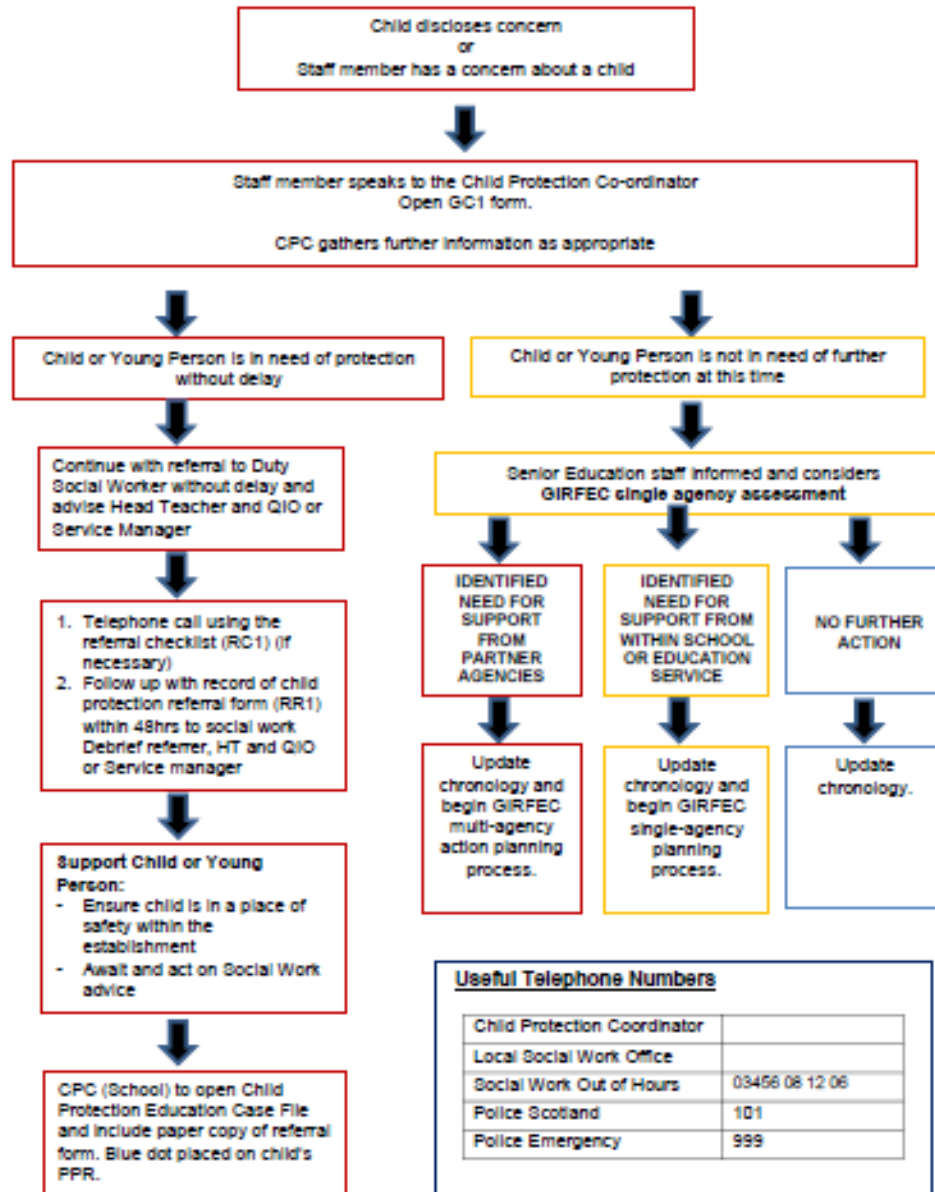 Child discloses concern
or
Staff member has a concern about a child
Staff member speaks to the Child Protection Co-ordinator
Open GC1 form.
CPC gathers further information as appropriate
Child or Young Person is in need of protection
without delay
Child or Young Person is not in need of further
protection at this time
Continue with referral to Duty
Social Worker without delay and
advise Head Teacher and QIO or
Service Manager
Senior Education staff informed and considers
GIRFEC single agency assessment
1. Telephone call using the
referral checklist (RC1) (if
necessary)
2. Follow up with record of child
protection referral form (RR1)
within 48hrs to social work
Debrief referrer, HT and QIO
or Service manager
IDENTIFIED
NEED FOR
SUPPORT
FROM
PARTNER
AGENCIES
IDENTIFIED
NEED FOR
SUPPORT FROM
WITHIN SCHOOL
OR EDUCATION
SERVICE
NO FURTHER
ACTION
Update
chronology and
begin GIRFEC
multi-agency
action planning
process.
Update
chronology and
begin GIRFEC
single-agency
planning
process.
Update
chronology.
Support Child or Young
Person:
- Ensure child is in a place of
safety within the
establishment
- Await and act on Social Work
advice
CPC (School) to open Child
Protection Education Case File
and include paper copy of referral
form. Blue dot placed on child's
PPR.
Useful Telephone Numbers
Child Protection Coordinator
Local Social Work Office
Social Work Out of Hours 03456 08 12 06
Police Scotland 101
Police Emergency 999